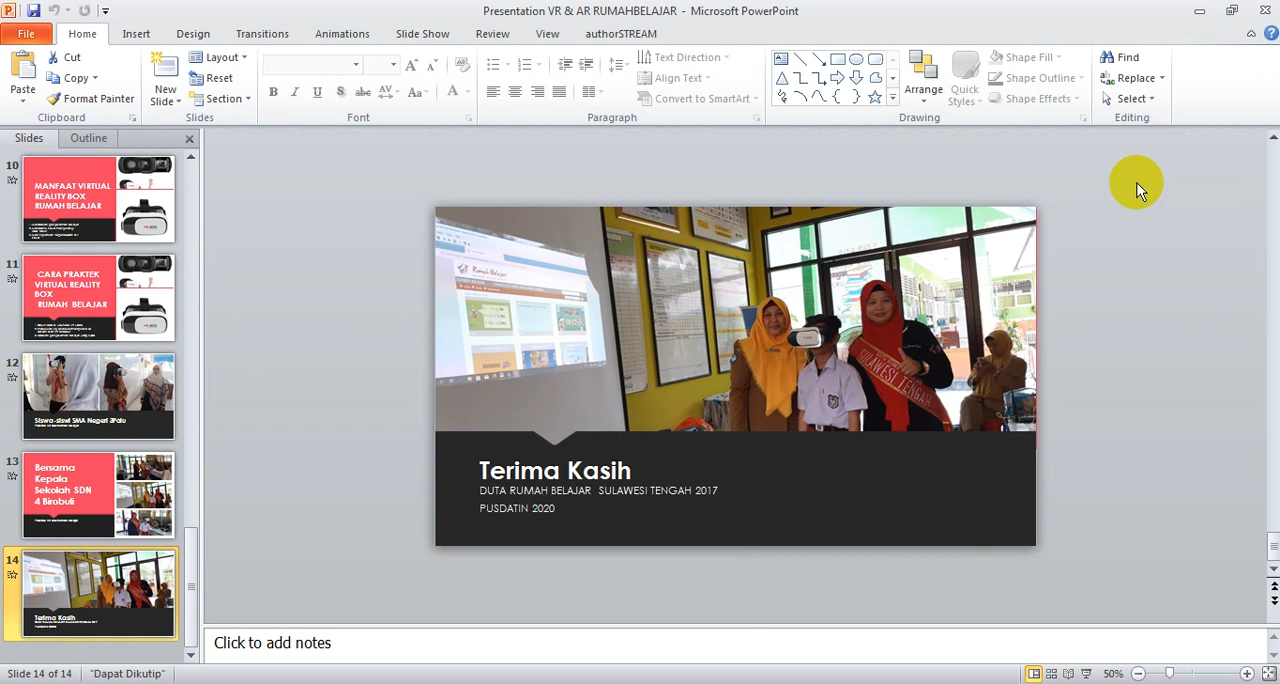 Presentation VR & AR RUMAHBELAJAR - Microsoft PowerPoint
File Home Insert Design Transitions Animations Slide Show Review View authorSTREAM
Paste
Cut
Copy
Format Painter
Clipboard
New Slide
Layout
Reset
Section
Slides
Font
Text Direction
Align Text
Convert to SmartArt
Paragraph
Arrange
Quick Styles
Shape Fill
Shape Outline
Shape Effects
Drawing
Find
Replace
Select
Editing
Slides Outline
10
MANFAAT VIRTUAL
REALITY BOX
RUMAH BELAJAR
11
CARA PRAKTEK
VIRTUAL REALITY
BOX
RUMAH BELAJAR
12
Siswa-siswi SMA Negeri 2Palu
13
Bersama
Kepala
Sekolah SDN
4 Birobuli
14
Terima Kasih
Rumah Belajar
SULAWESI TENGAH
Terima Kasih
DUTA RUMAH BELAJAR SULAWESI TENGAH 2017
PUSDATIN 2020
Click to add notes
Slide 14 of 14 "Dapat Dikutip" 50%